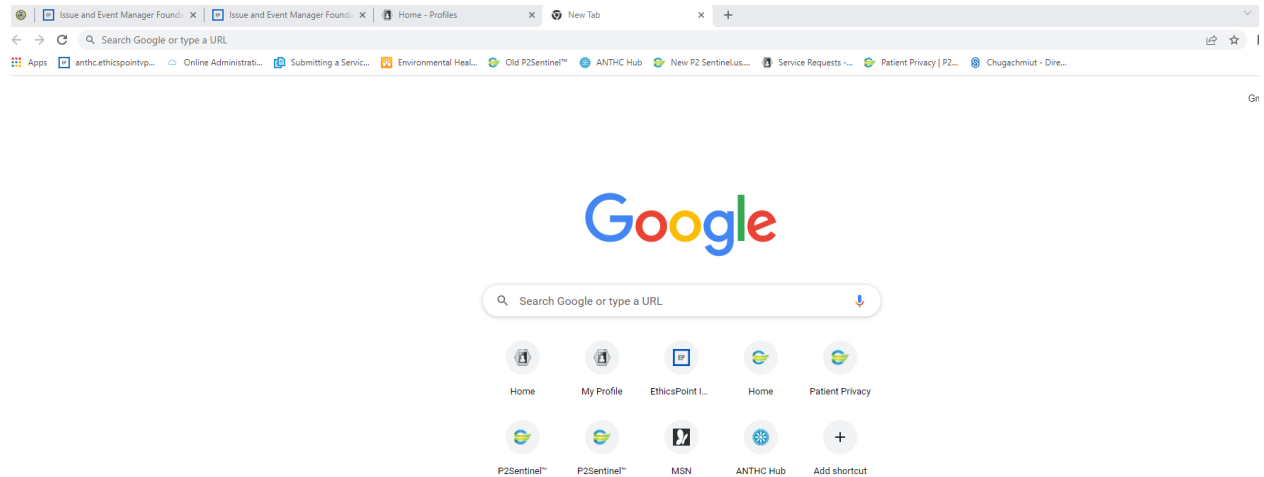 Issue and Event Manager Founda Issue and Event Manager Founda Home - Profiles New Tab
Search Google or type a URL
Apps anthc.ethicspointvp... Online Administrati... Submitting a Servic... Environmental Heal... Old P2Sentinel™ ANTHC Hub New P2 Sentinel.us.... Service Requests -... Patient Privacy | P2... Chugachmiut - Dire...
Gr
Google
Search Google or type a URL
EP
Home My Profile EthicsPoint I... Home Patient Privacy
P2Sentinel™ P2Sentinel™ MSN ANTHC Hub Add shortcut